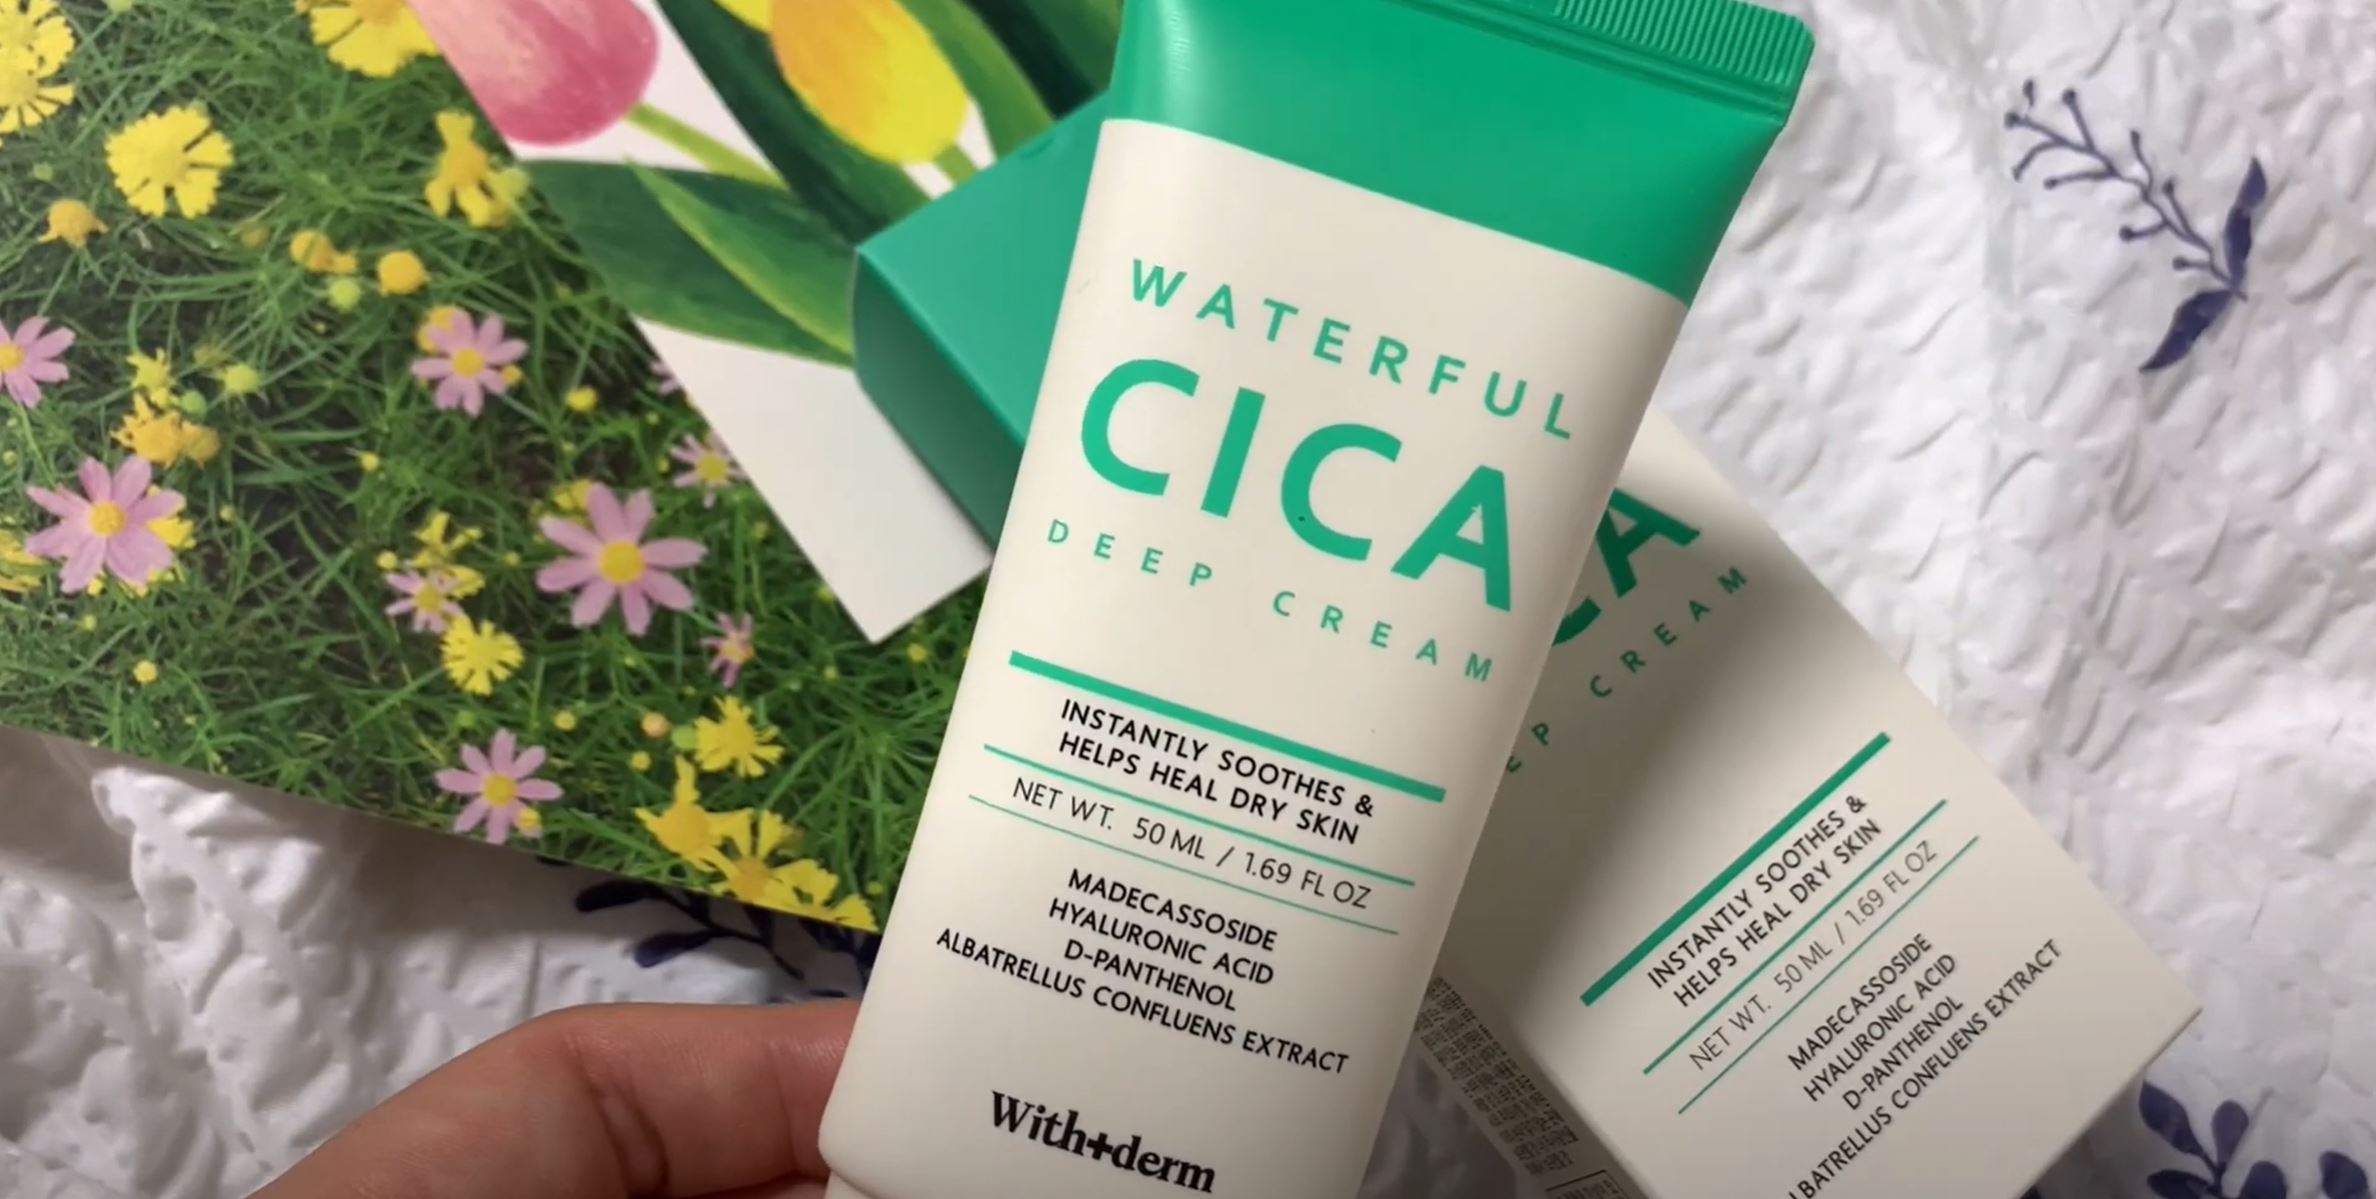 WATERFUL
CICA
DEEP CREAM
INSTANTLY SOOTHES &
HELPS HEAL DRY SKIN
NET WT. 50 ML / 1.69 FL OZ
MADECASSOSIDE
HYALURONIC ACID
D-PANTHENOL
ALBATRELLUS CONFLUENS EXTRACT
With+derm
CA
EP CREAM
INSTANTLY SOOTHES &
HELPS HEAL DRY SKIN
NET WT. 50 ML / 1.69 FL OZ
MADECASSOSIDE
HYALURONIC ACID
D-PANTHENOL
LBATRELLUS CONFLUENS EXTRACT